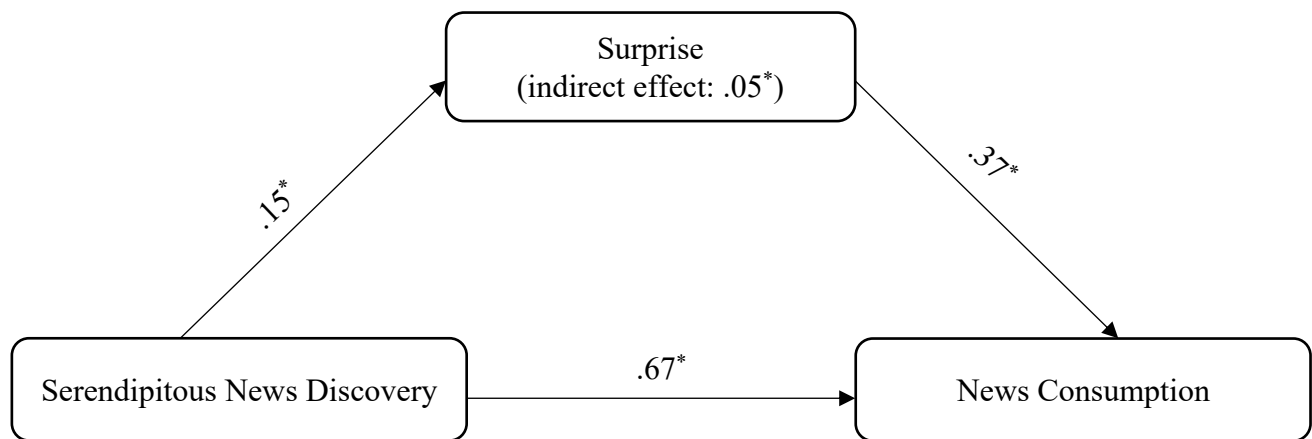 Surprise
(indirect effect: .05*)
.15*
.37*
Serendipitous News Discovery
.67*
News Consumption